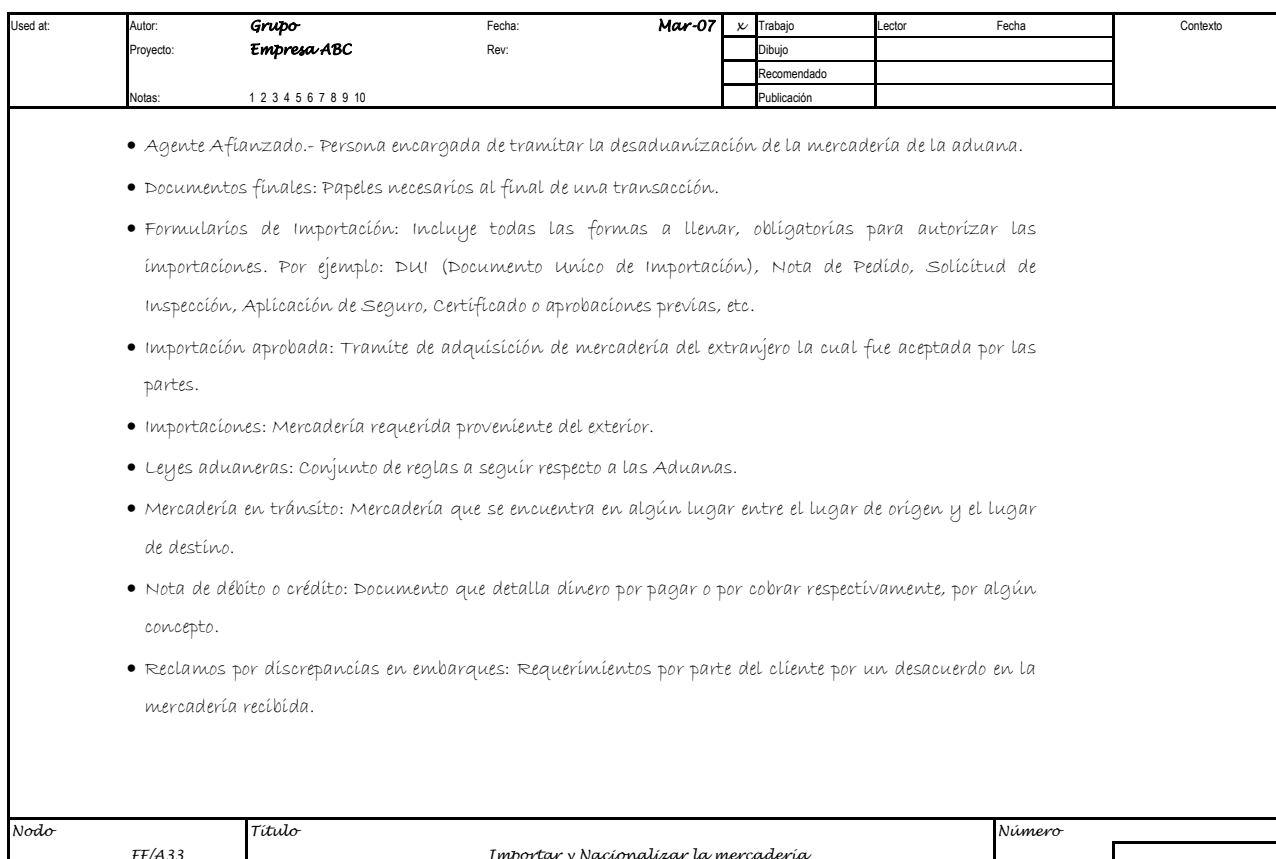 Used at: Autor: Grupo Fecha: Mar-07 x Trabajo Lector Fecha Contexto
Proyecto: Empresa ABC Rev: Dibujo
Recomendado
Notas: 1 2 3 4 5 6 7 8 9 10 Publicación
• Agente Afianzado.- Persona encargada de tramitar la desaduanización de la mercadería de la aduana.
• Documentos finales: Papeles necesarios al final de una transacción.
• Formularios de Importación: Incluye todas las formas a llenar, obligatorias para autorizar las
importaciones. Por ejemplo: DUI (Documento Unico de Importación), Nota de Pedido, Solicitud de
Inspección, Aplicación de Seguro, Certificado o aprobaciones previas, etc.
• Importación aprobada: Tramite de adquisición de mercadería del extranjero la cual fue aceptada por las
partes.
• Importaciones: Mercadería requerida proveniente del exterior.
• Leyes aduaneras: Conjunto de reglas a seguir respecto a las Aduanas.
• Mercadería en tránsito: Mercadería que se encuentra en algún lugar entre el lugar de origen y el lugar
de destino.
• Nota de débito o crédito: Documento que detalla dinero por pagar o por cobrar respectivamente, por algún
concepto.
• Reclamos por discrepancias en embarques: Requerimientos por parte del cliente por un desacuerdo en la
mercadería recibida.
Nodo Título Número
FF/A33 Importar y Nacionalizar la mercadería